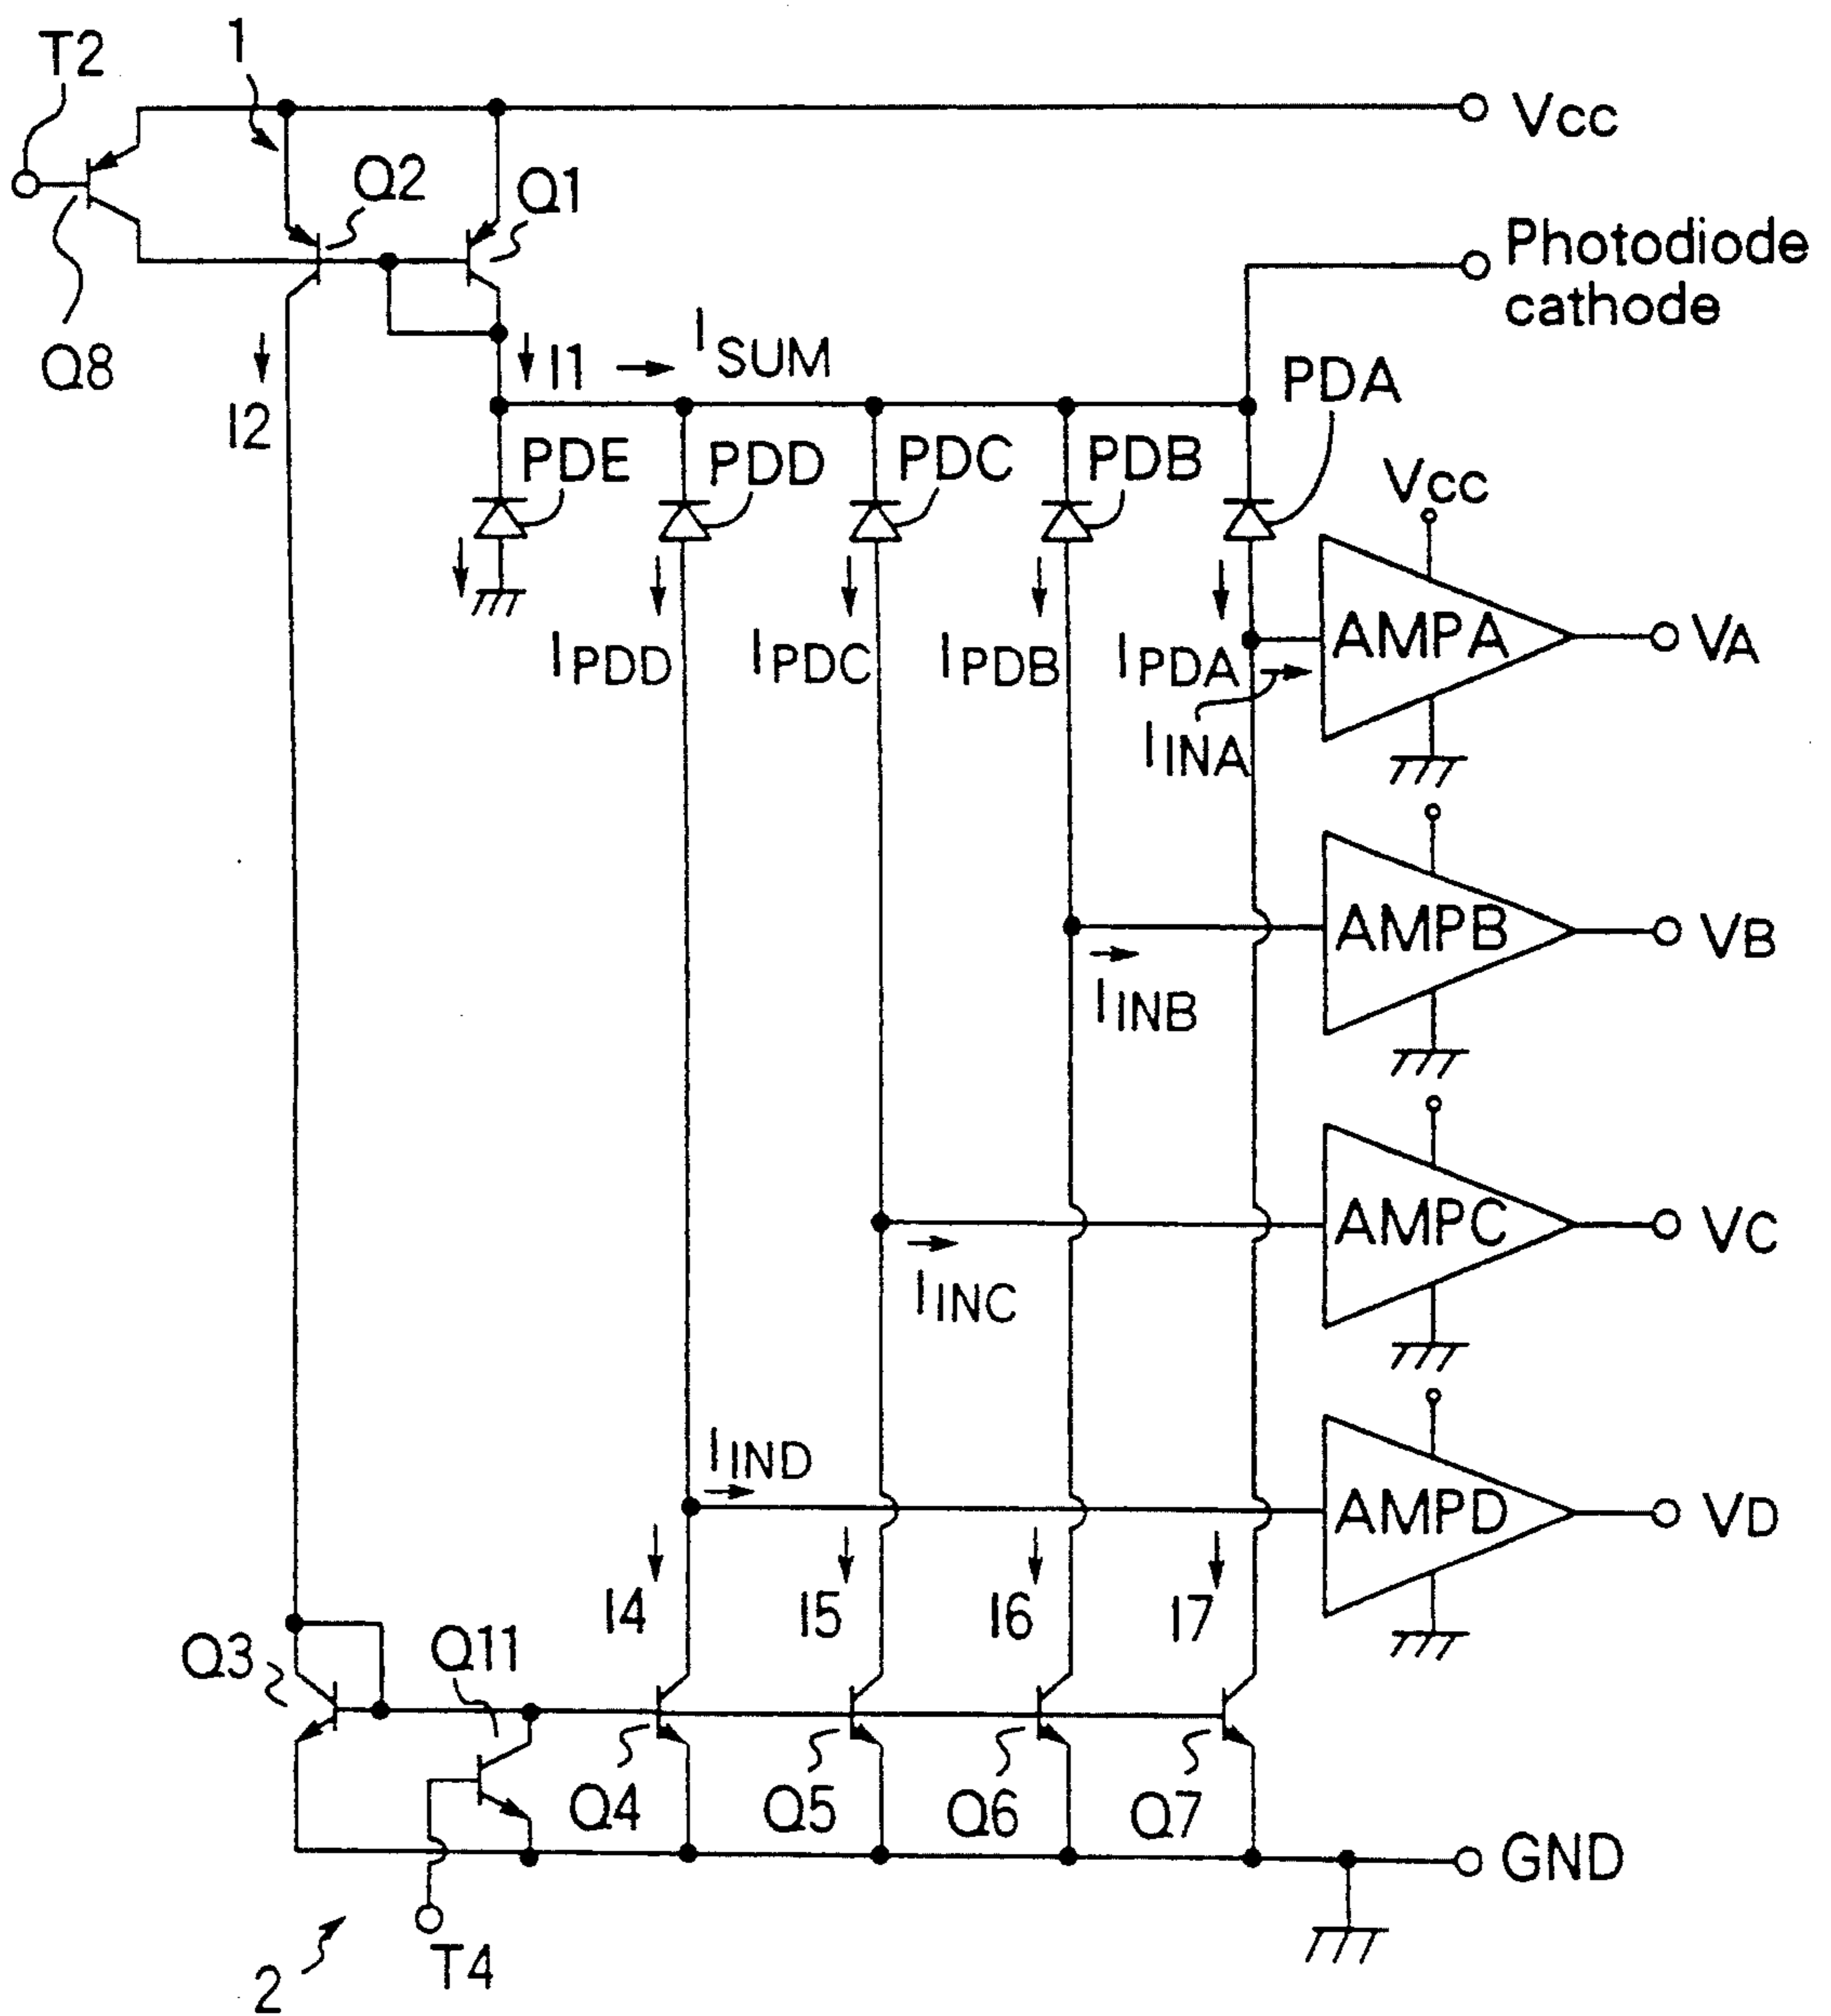 T2
1
Vcc
Q2
Q1
Photodiode
cathode
Q8
I1
ISUM
PDA
I2
PDE
PDD
PDC
PDB
Vcc
AMPA
VA
IPDD
IPDC
IPDB
IPDA
IINA
AMPB
VB
IINB
AMPC
VC
IINC
IIND
AMPD
VD
I4
I5
I6
I7
Q3
Q11
Q4
Q5
Q6
Q7
GND
2
T4